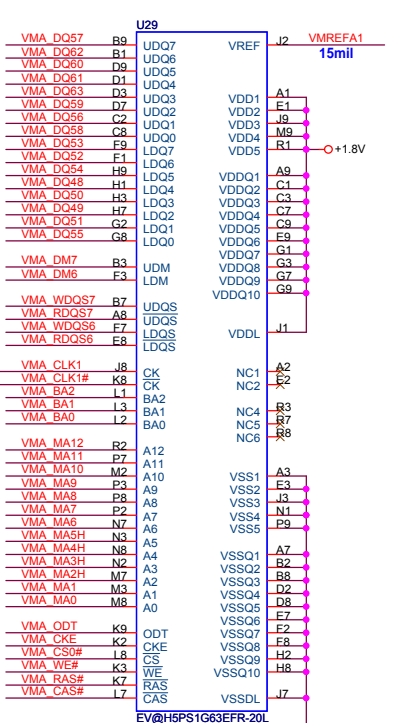 U29
VMA_DQ57 B9 UDQ7 VREF J2 VMREFA1
VMA_DQ62 B1 UDQ6 15mil
VMA_DQ60 D9 UDQ5
VMA_DQ61 D1 UDQ4
VMA_DQ63 D3 UDQ3 VDD1 A1
VMA_DQ59 D7 UDQ2 VDD2 E1
VMA_DQ56 C2 UDQ1 VDD3 J9
VMA_DQ58 C8 UDQ0 VDD4 M9
VMA_DQ53 F9 LDQ7 VDD5 R1 +1.8V
VMA_DQ52 F1 LDQ6
VMA_DQ54 H9 LDQ5 VDDQ1 A9
VMA_DQ48 H1 LDQ4 VDDQ2 C1
VMA_DQ50 H3 LDQ3 VDDQ3 C3
VMA_DQ49 H7 LDQ2 VDDQ4 C7
VMA_DQ51 G2 LDQ1 VDDQ5 C9
VMA_DQ55 G8 LDQ0 VDDQ6 E9
VDDQ7 G1
VMA_DM7 B3 UDM VDDQ8 G3
VMA_DM6 F3 LDM VDDQ9 G7
VDDQ10 G9
VMA_WDQS7 B7 UDQS
VMA_RDQS7 A8 UDQS
VMA_WDQS6 F7 LDQS VDDL J1
VMA_RDQS6 E8 LDQS
VMA_CLK1 J8 CK NC1 A2
VMA_CLK1# K8 CK NC2 E2
VMA_BA2 L1 BA2
VMA_BA1 L3 BA1 NC4 R3
VMA_BA0 L2 BA0 NC5 R7
NC6 R8
VMA_MA12 R2 A12
VMA_MA11 P7 A11
VMA_MA10 M2 A10 VSS1 A3
VMA_MA9 P3 A9 VSS2 E3
VMA_MA8 P8 A8 VSS3 J3
VMA_MA7 P2 A7 VSS4 N1
VMA_MA6 N7 A6 VSS5 P9
VMA_MA5H N3 A5
VMA_MA4H N8 A4 VSSQ1 A7
VMA_MA3H N2 A3 VSSQ2 B2
VMA_MA2H M7 A2 VSSQ3 B8
VMA_MA1 M3 A1 VSSQ4 D2
VMA_MA0 M8 A0 VSSQ5 D8
VSSQ6 E7
VMA_ODT K9 ODT VSSQ7 F2
VMA_CKE K2 CKE VSSQ8 F8
VMA_CS0# L8 CS VSSQ9 H2
VMA_WE# K3 WE VSSQ10 H8
VMA_RAS# K7 RAS
VMA_CAS# L7 CAS VSSDL J7
EV@H5PS1G63EFR-20L